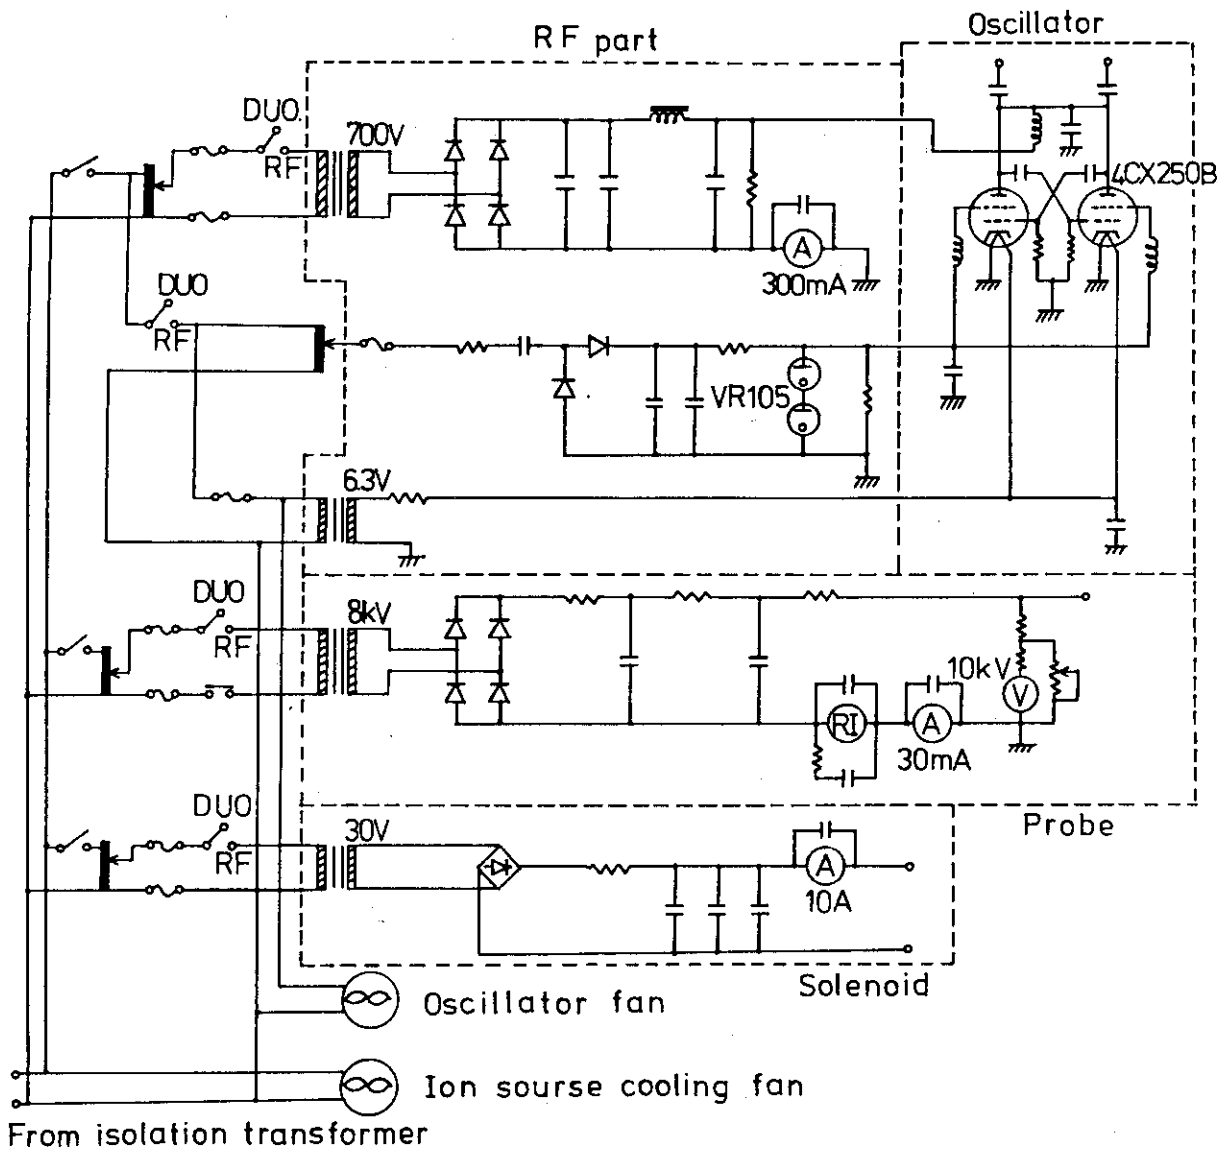 Oscillator
RF part
DUO.
RF
700V
4CX250B
A
300mA
DUO
RF
VR105
6.3V
DUO
RF
8kV
10kV
V
RI
A
30mA
DUO
RF
30V
A
10A
Probe
Solenoid
Oscillator fan
Ion sourse cooling fan
From isolation transformer